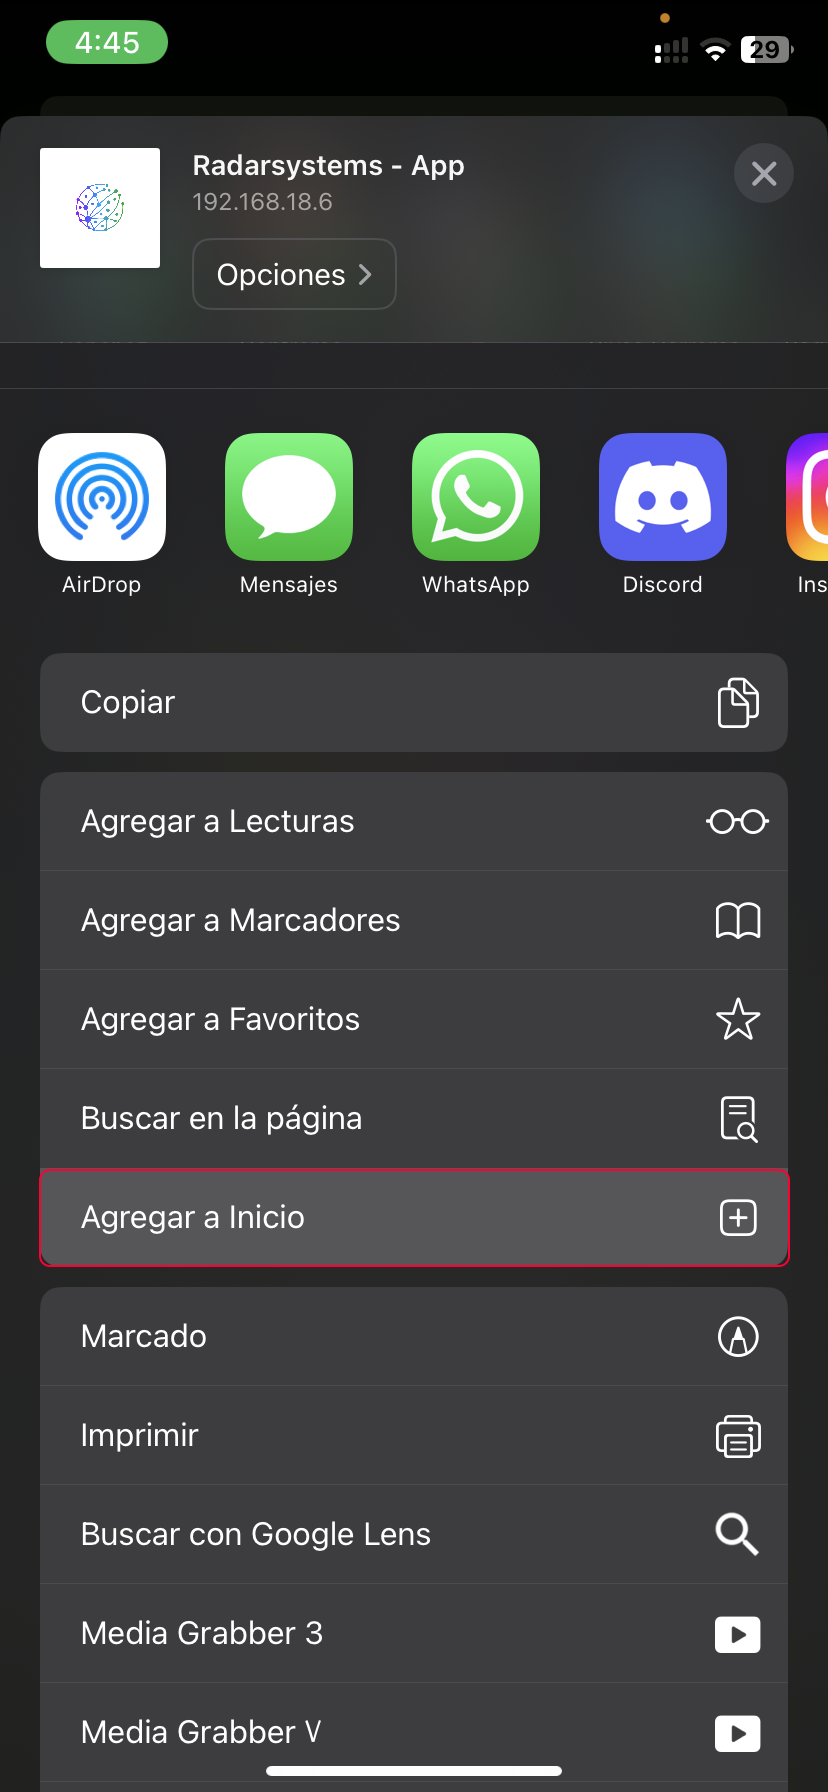 4:45
29
Radarsystems - App
192.168.18.6
Opciones
AirDrop
Mensajes
WhatsApp
Discord
Ins
Copiar
Agregar a Lecturas
Agregar a Marcadores
Agregar a Favoritos
Buscar en la página
Agregar a Inicio
Marcado
Imprimir
Buscar con Google Lens
Media Grabber 3
Media Grabber V